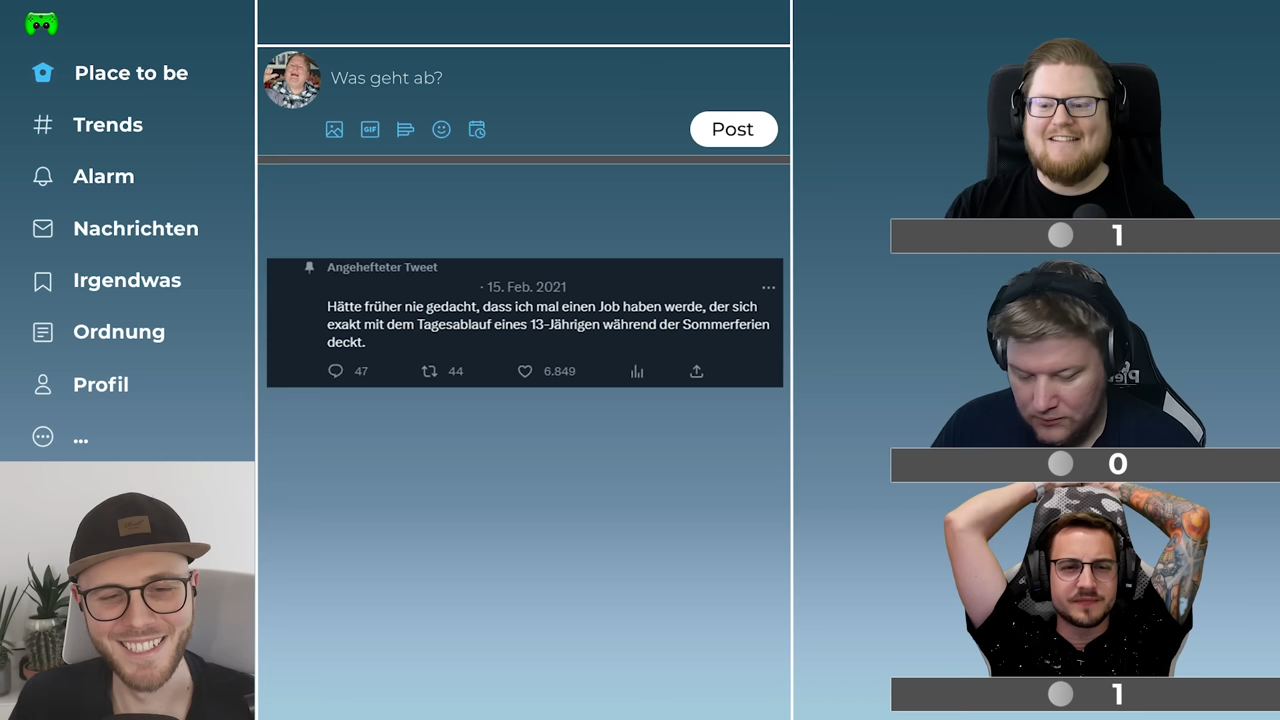 Place to be
Trends
Alarm
Nachrichten
Irgendwas
Ordnung
Profil
...
Was geht ab?
GIF
Post
Angehefteter Tweet
· 15. Feb. 2021
Hätte früher nie gedacht, dass ich mal einen Job haben werde, der sich
exakt mit dem Tagesablauf eines 13-Jährigen während der Sommerferien
deckt.
47 44 6.849
1
0
1